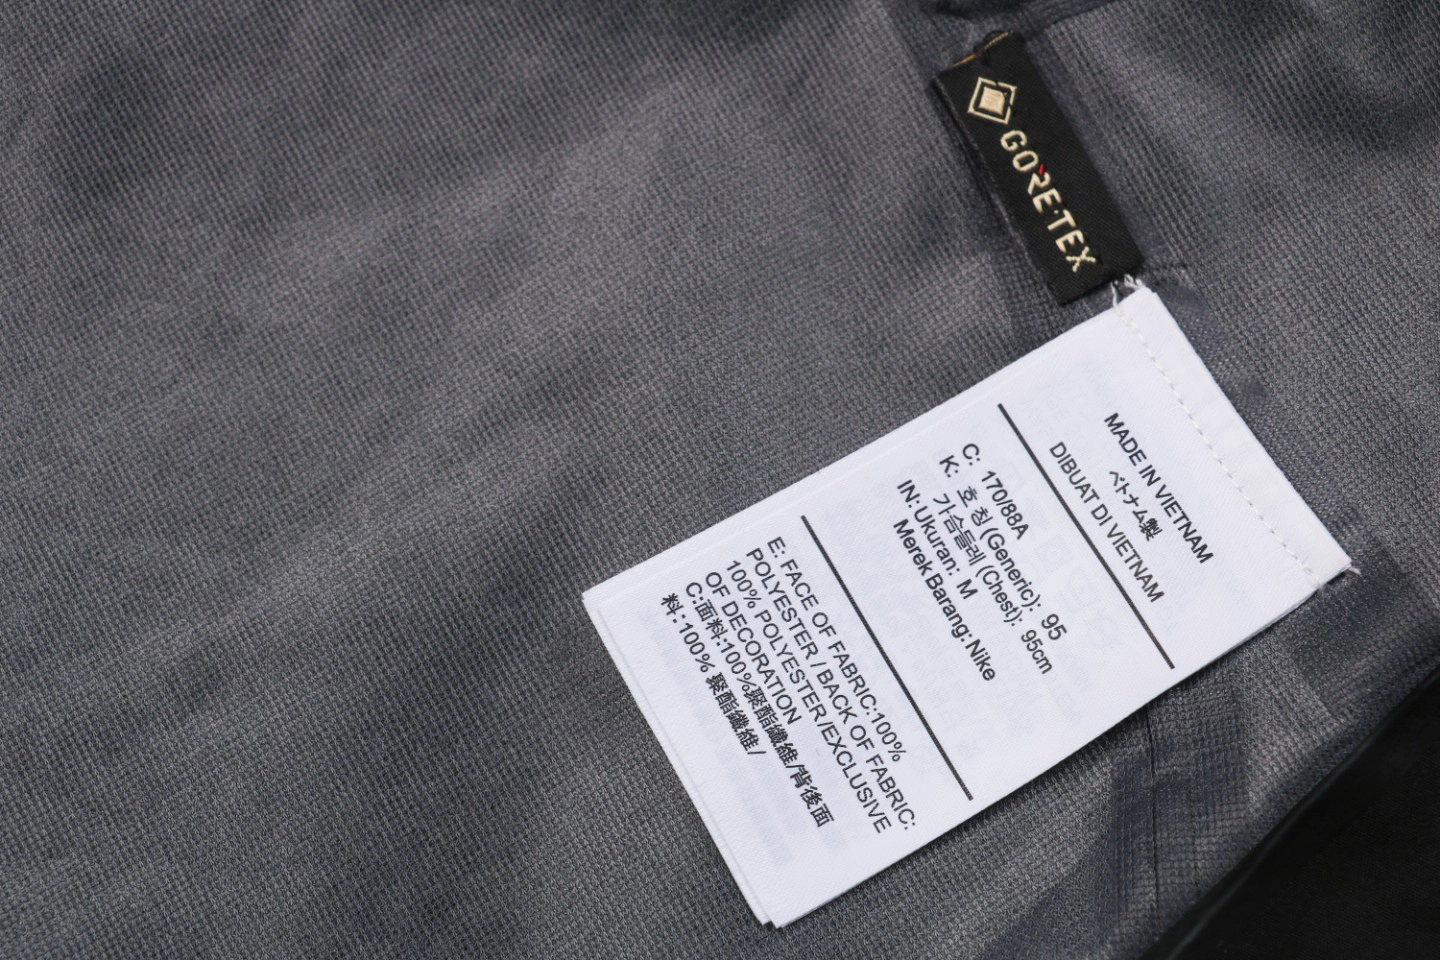 GORE-TEX
MADE IN VIETNAM
ベトナム製
DIBUAT DI VIETNAM
C: 170/88A
K: 호 칭 (Generic): 95
가슴둘레 (Chest): 95cm
IN: Ukuran: M
Merek Barang: Nike
E: FACE OF FABRIC:100%
POLYESTER / BACK OF FABRIC:
100% POLYESTER /EXCLUSIVE
OF DECORATION
C:面料:100%聚酯纖維/背後面
料:100% 聚酯纖維/